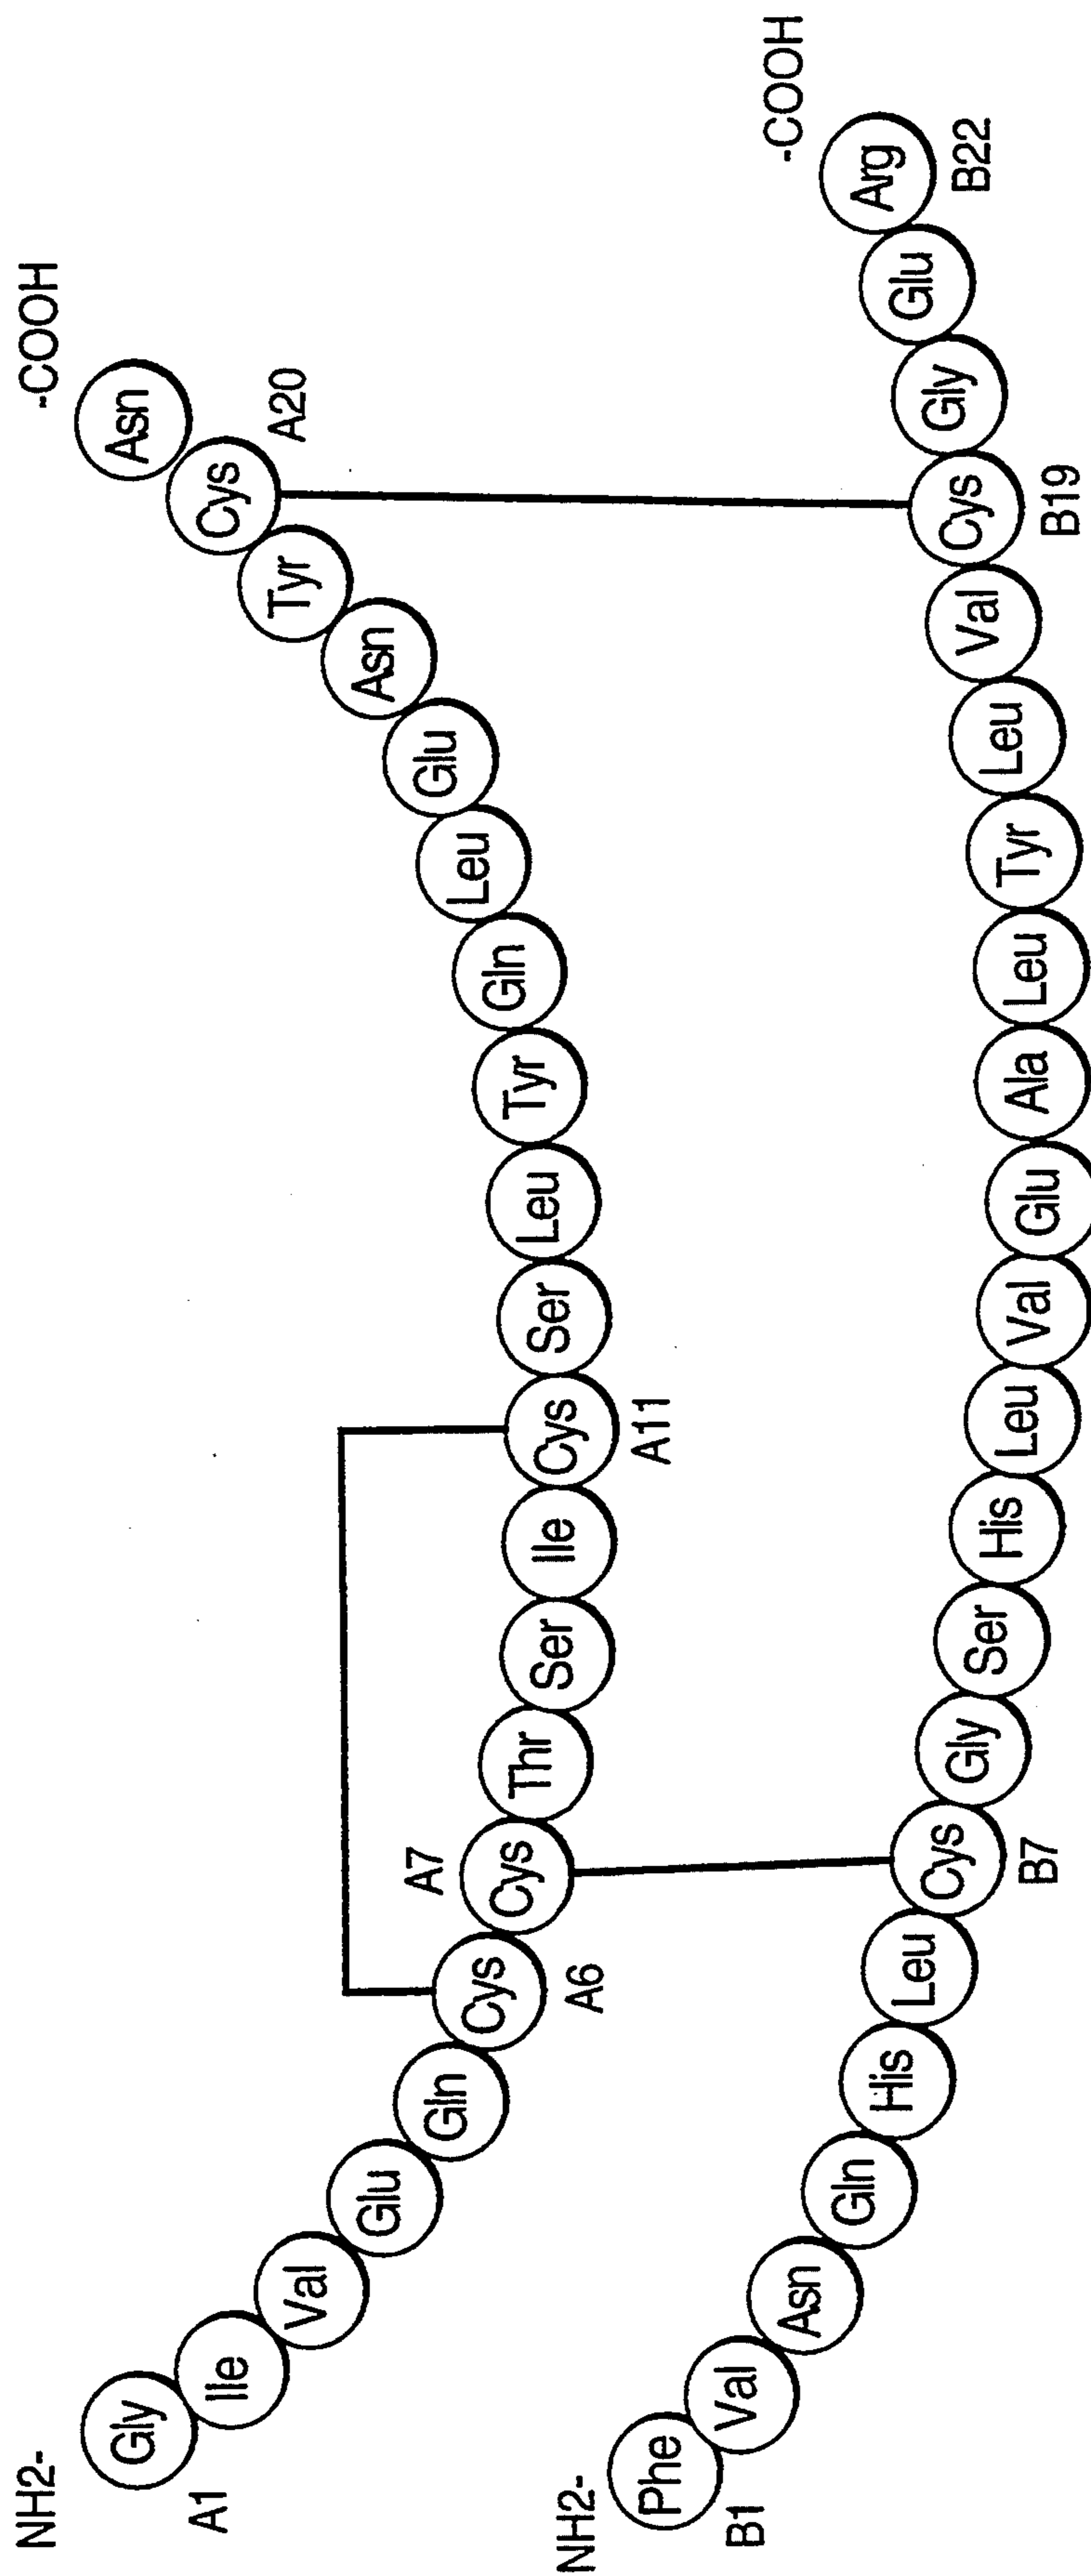 NH2-
-COOH
Gly Ile Val Glu Gln Cys Cys Thr Ser Ile Cys Ser Leu Tyr Gln Leu Glu Asn Tyr Cys Asn
A1
A6
A7
A11
A20
NH2-
-COOH
Phe Val Asn Gln His Leu Cys Gly Ser His Leu Val Glu Ala Leu Tyr Leu Val Cys Gly Glu Arg
B1
B7
B19
B22